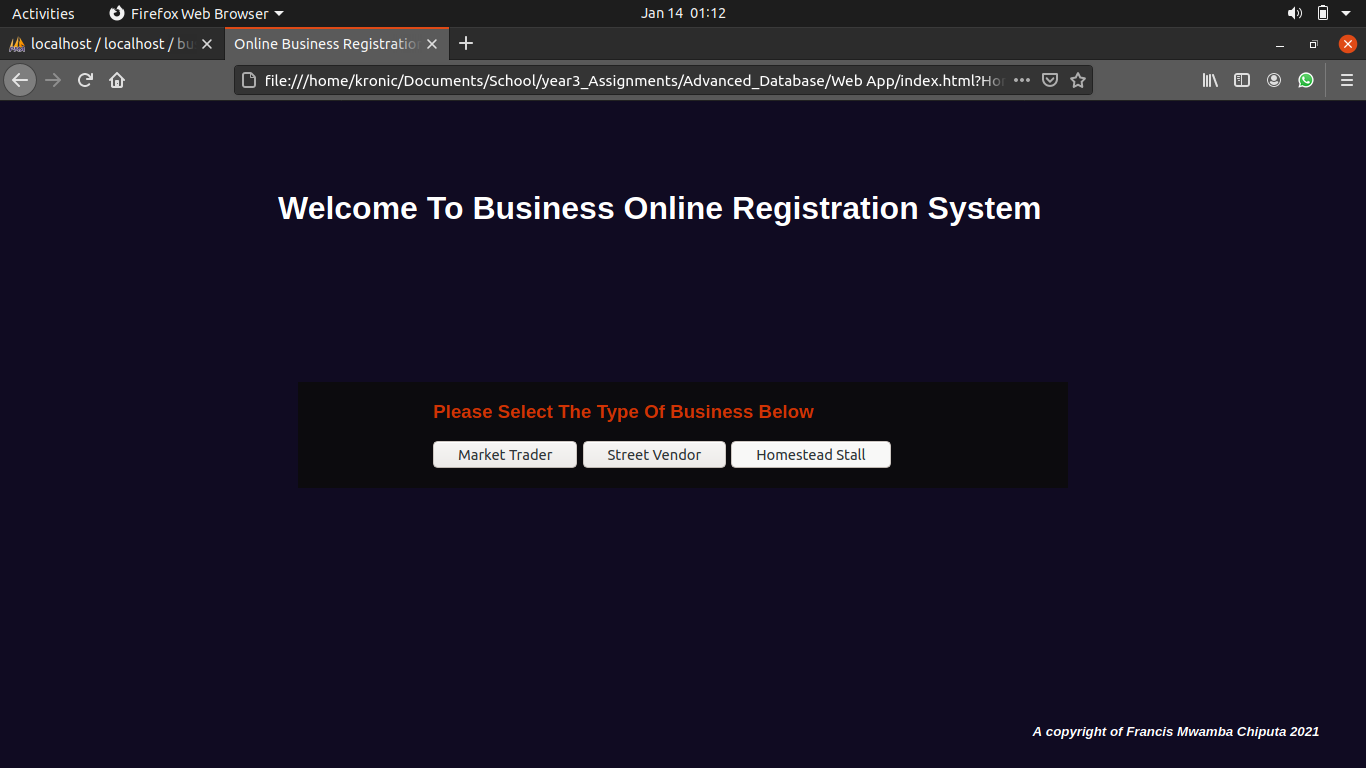 Activities Firefox Web Browser Jan 14 01:12
localhost / localhost / bu Online Business Registration
file:///home/kronic/Documents/School/year3_Assignments/Advanced_Database/Web App/index.html?Ho
Welcome To Business Online Registration System
Please Select The Type Of Business Below
Market Trader Street Vendor Homestead Stall
A copyright of Francis Mwamba Chiputa 2021